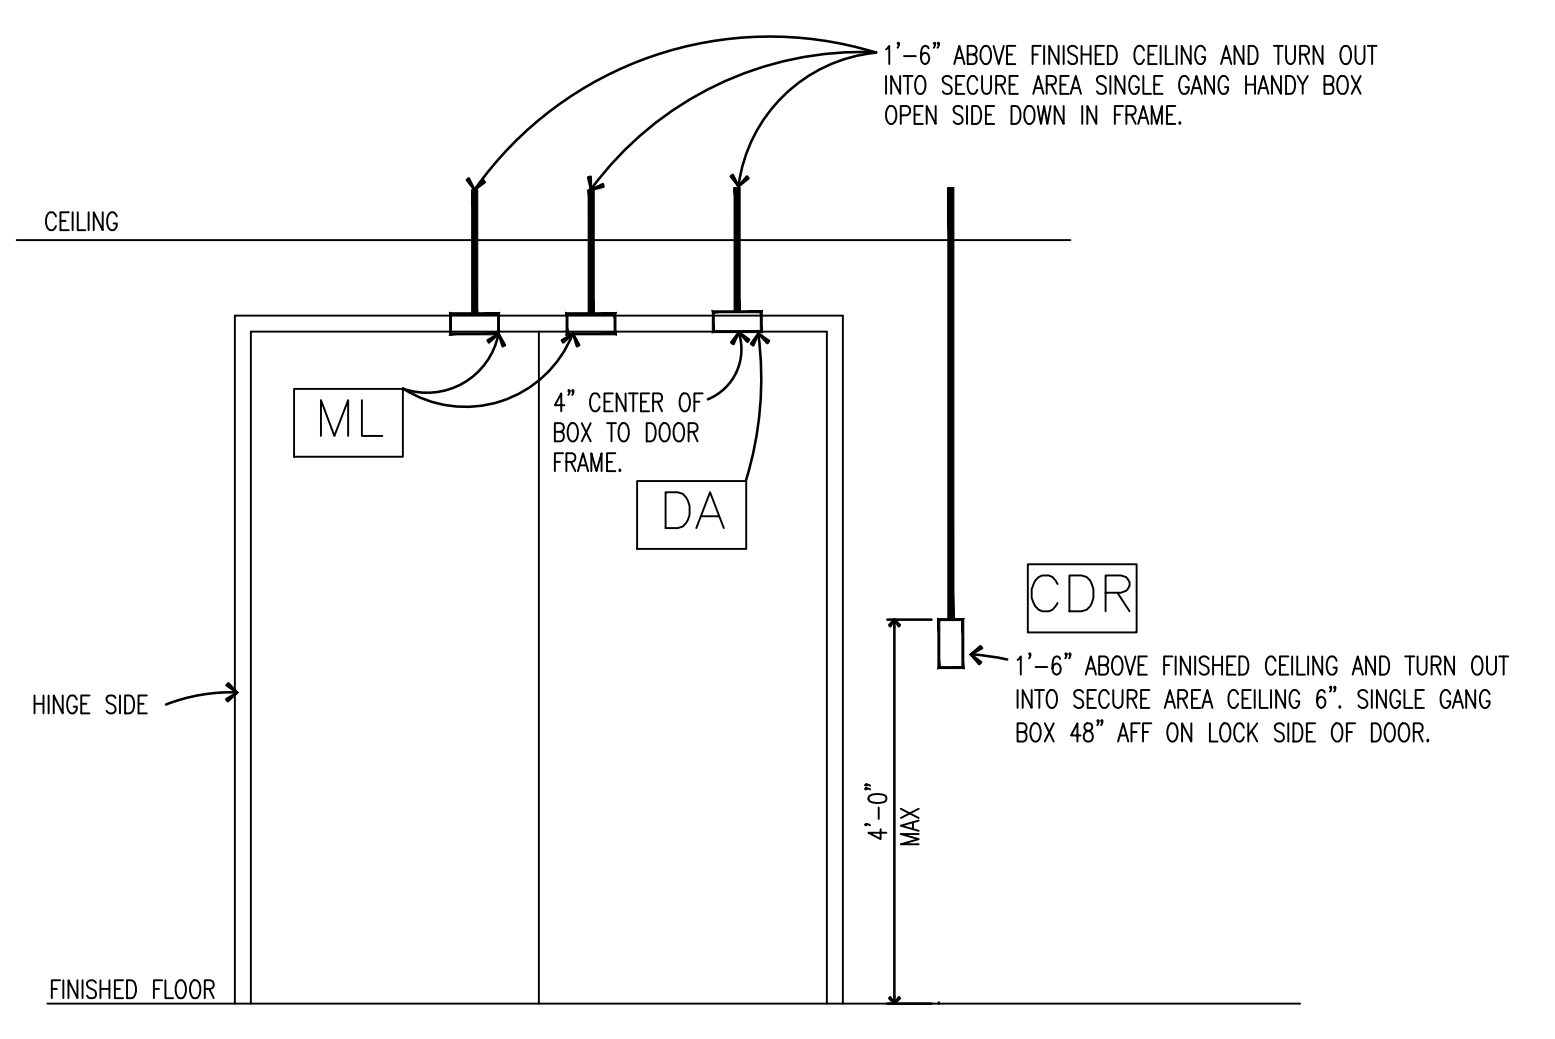 1'-6" ABOVE FINISHED CEILING AND TURN OUT
INTO SECURE AREA SINGLE GANG HANDY BOX
OPEN SIDE DOWN IN FRAME.
CEILING
ML
4" CENTER OF
BOX TO DOOR
FRAME.
DA
CDR
1'-6" ABOVE FINISHED CEILING AND TURN OUT
INTO SECURE AREA CEILING 6". SINGLE GANG
BOX 48" AFF ON LOCK SIDE OF DOOR.
HINGE SIDE
4'-0"
MAX
FINISHED FLOOR